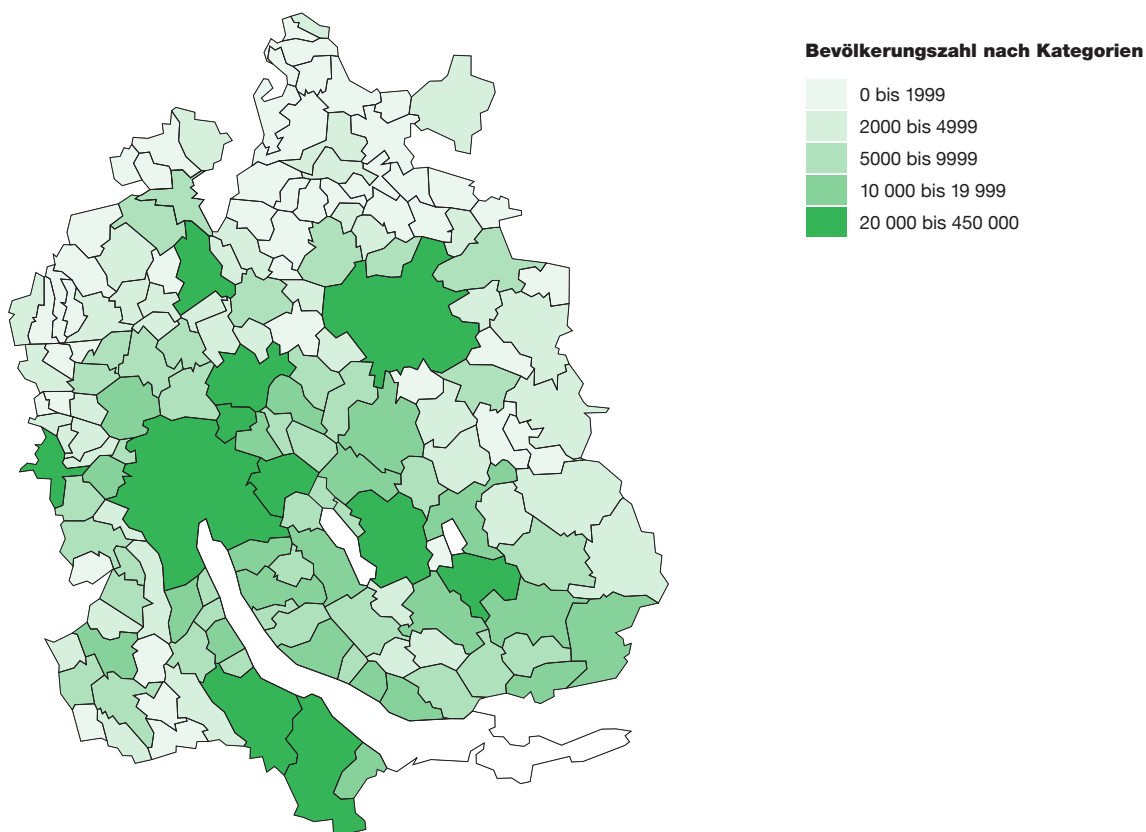 Bevölkerungszahl nach Kategorien
0 bis 1999
2000 bis 4999
5000 bis 9999
10 000 bis 19 999
20 000 bis 450 000